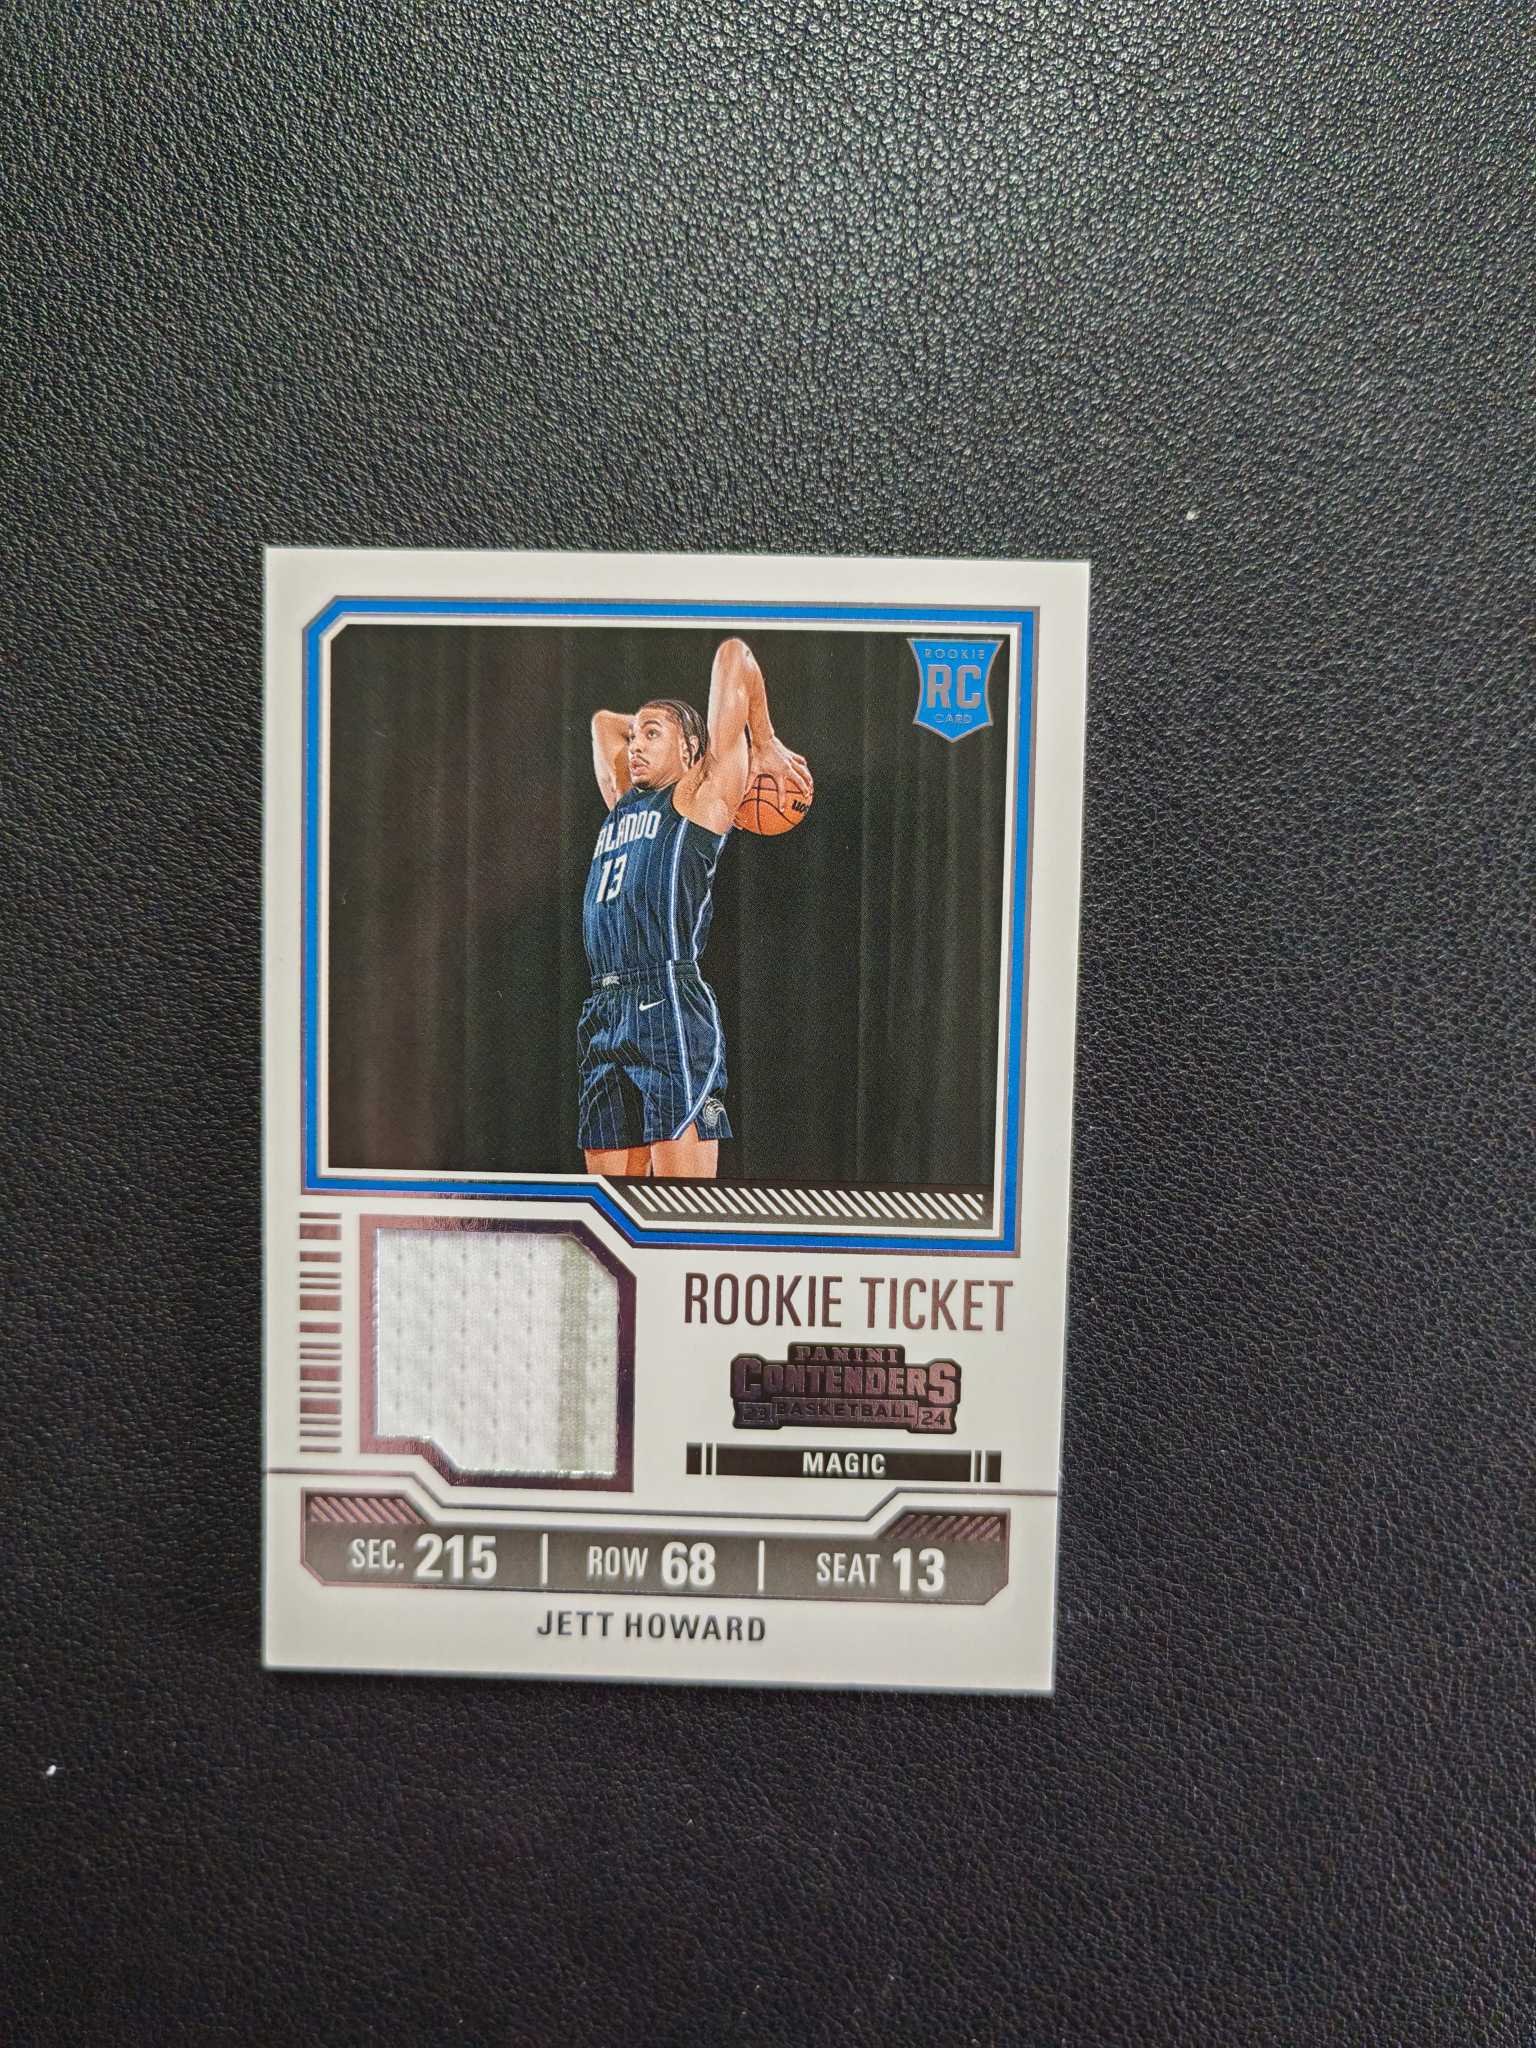 ROOKIE
RC
CARD
ORLANDO
13
ROOKIE TICKET
PANINI
CONTENDERS
23 BASKETBALL 24
MAGIC
SEC. 215 | ROW 68 | SEAT 13
JETT HOWARD